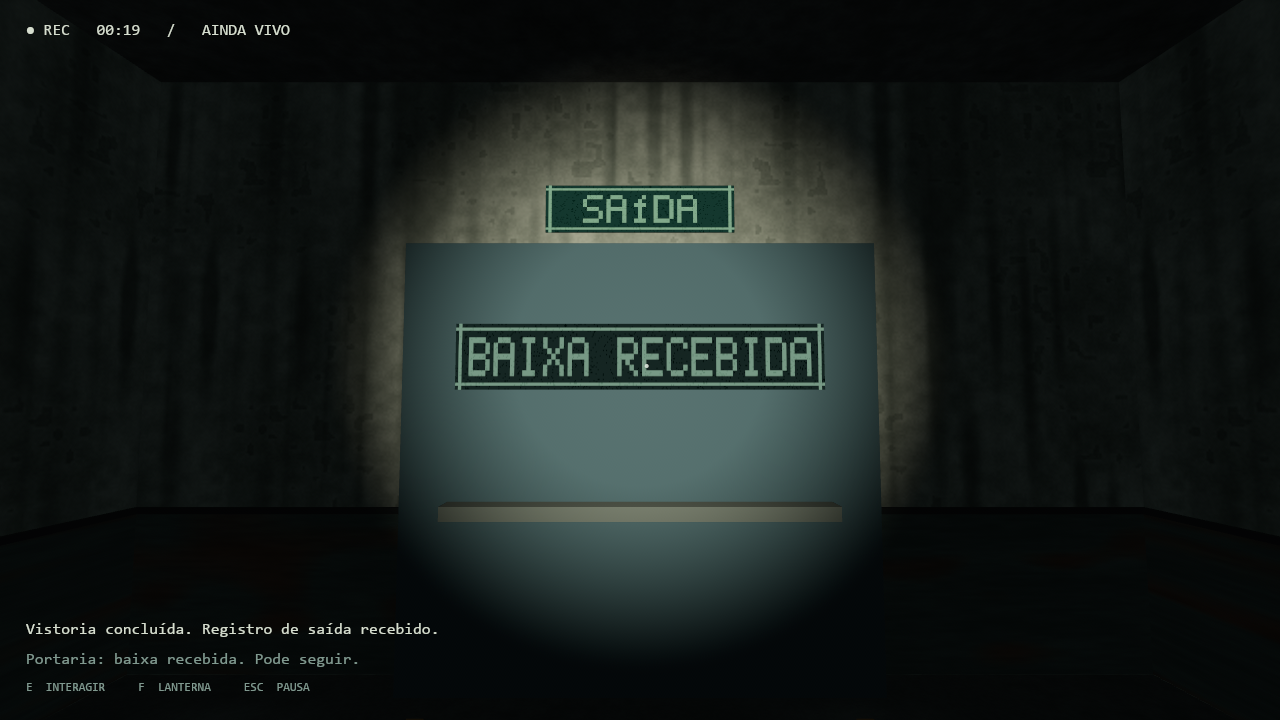 ● REC 00:19 / AINDA VIVO
SAíDA
BAIXA RECEBIDA
Vistoria concluída. Registro de saída recebido.
Portaria: baixa recebida. Pode seguir.
E INTERAGIR F LANTERNA ESC PAUSA